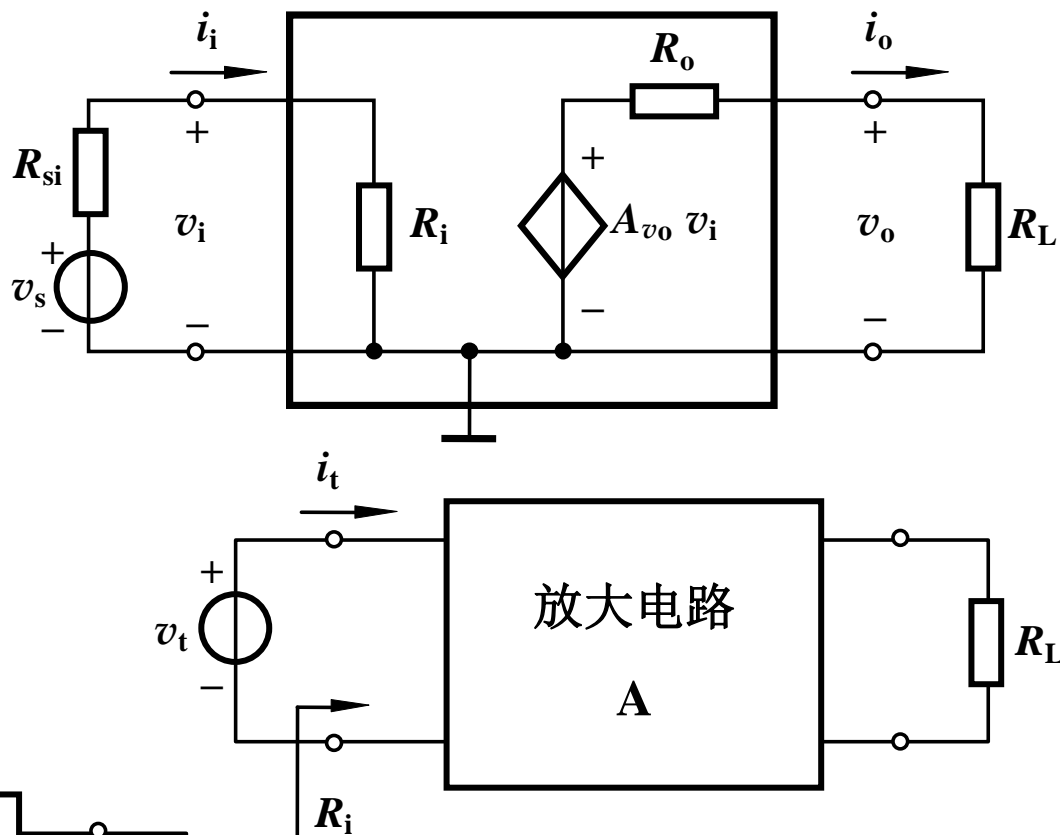 i_i
i_o
R_o
+
+
+
R_si
v_i
R_i
A_vo v_i
v_o
R_L
+
v_s
−
−
−
−
i_t
+
放大电路
v_t
R_L
−
A
R_i